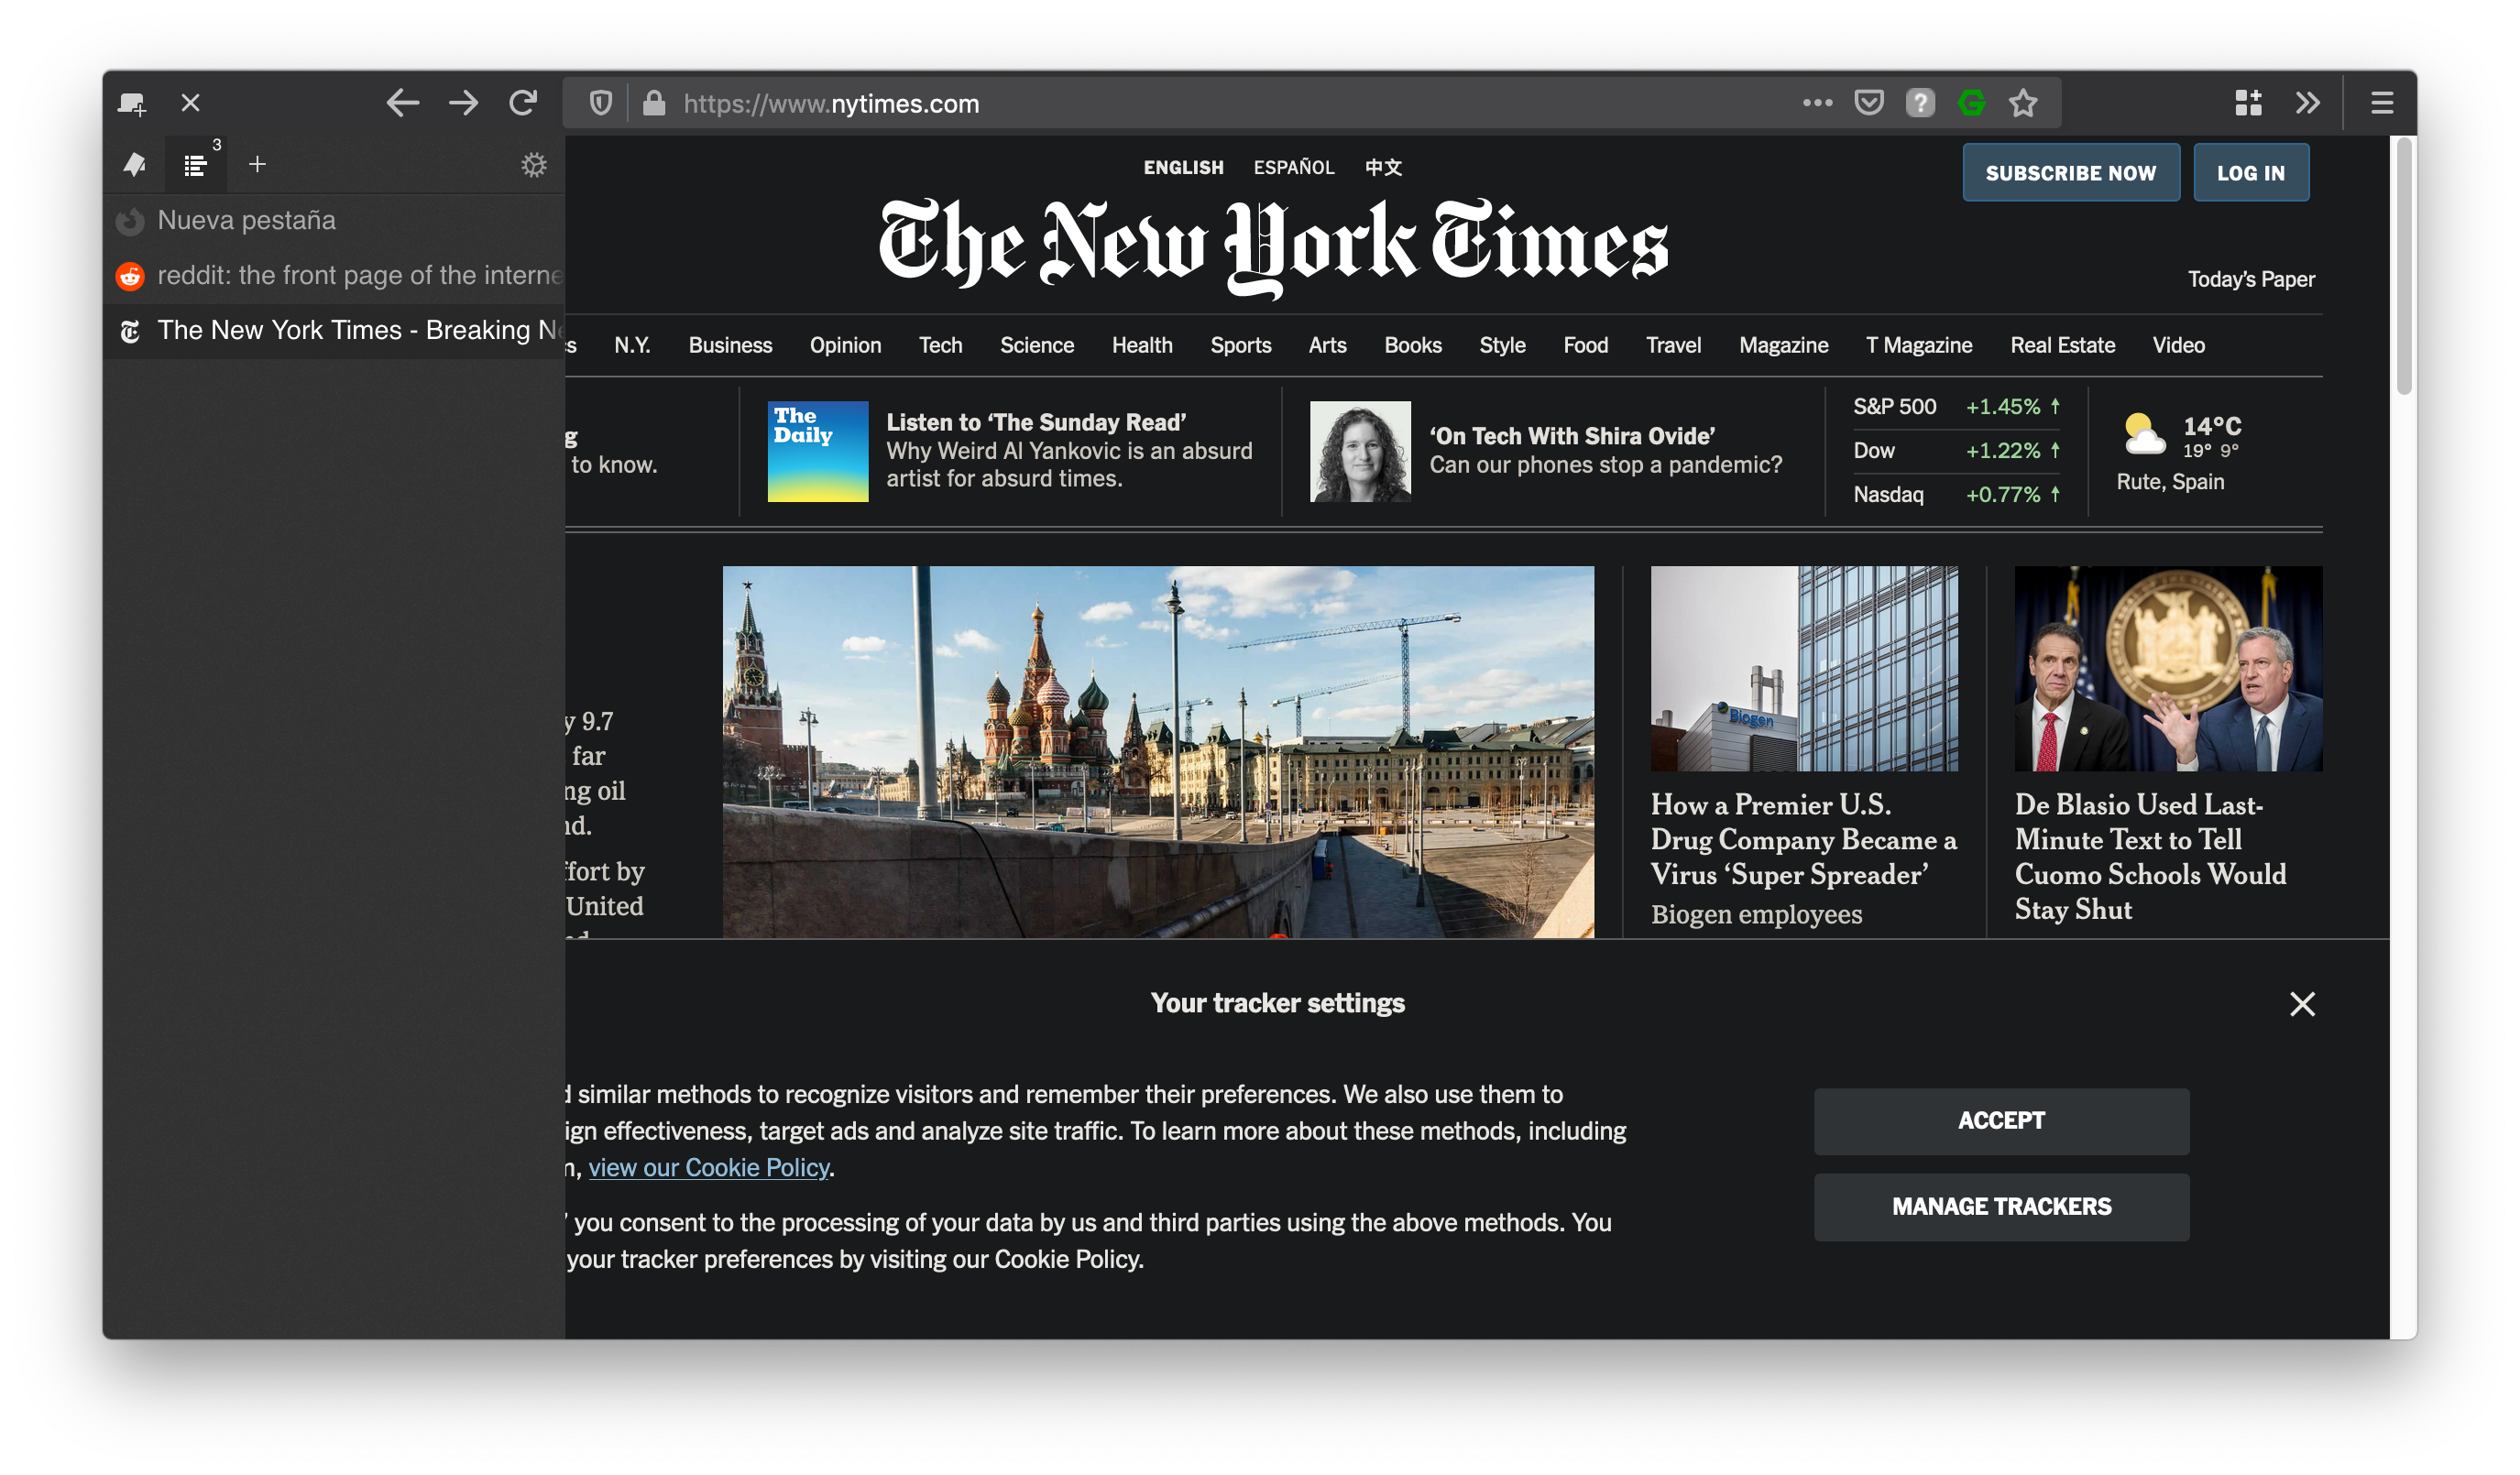 https://www.nytimes.com
3
Nueva pestaña
reddit: the front page of the interne
The New York Times - Breaking Ne
ENGLISH ESPAÑOL 中文
SUBSCRIBE NOW LOG IN
The New York Times
Today's Paper
s N.Y. Business Opinion Tech Science Health Sports Arts Books Style Food Travel Magazine T Magazine Real Estate Video
g
to know.
The
Daily
Listen to ‘The Sunday Read’
Why Weird Al Yankovic is an absurd
artist for absurd times.
‘On Tech With Shira Ovide’
Can our phones stop a pandemic?
S&P 500 +1.45% ↑
Dow +1.22% ↑
Nasdaq +0.77% ↑
14°C
19° 9°
Rute, Spain
y 9.7
far
ng oil
nd.
ffort by
United
Biogen
How a Premier U.S.
Drug Company Became a
Virus ‘Super Spreader’
Biogen employees
De Blasio Used Last-
Minute Text to Tell
Cuomo Schools Would
Stay Shut
Your tracker settings
d similar methods to recognize visitors and remember their preferences. We also use them to
ign effectiveness, target ads and analyze site traffic. To learn more about these methods, including
n, view our Cookie Policy.
’ you consent to the processing of your data by us and third parties using the above methods. You
your tracker preferences by visiting our Cookie Policy.
ACCEPT
MANAGE TRACKERS